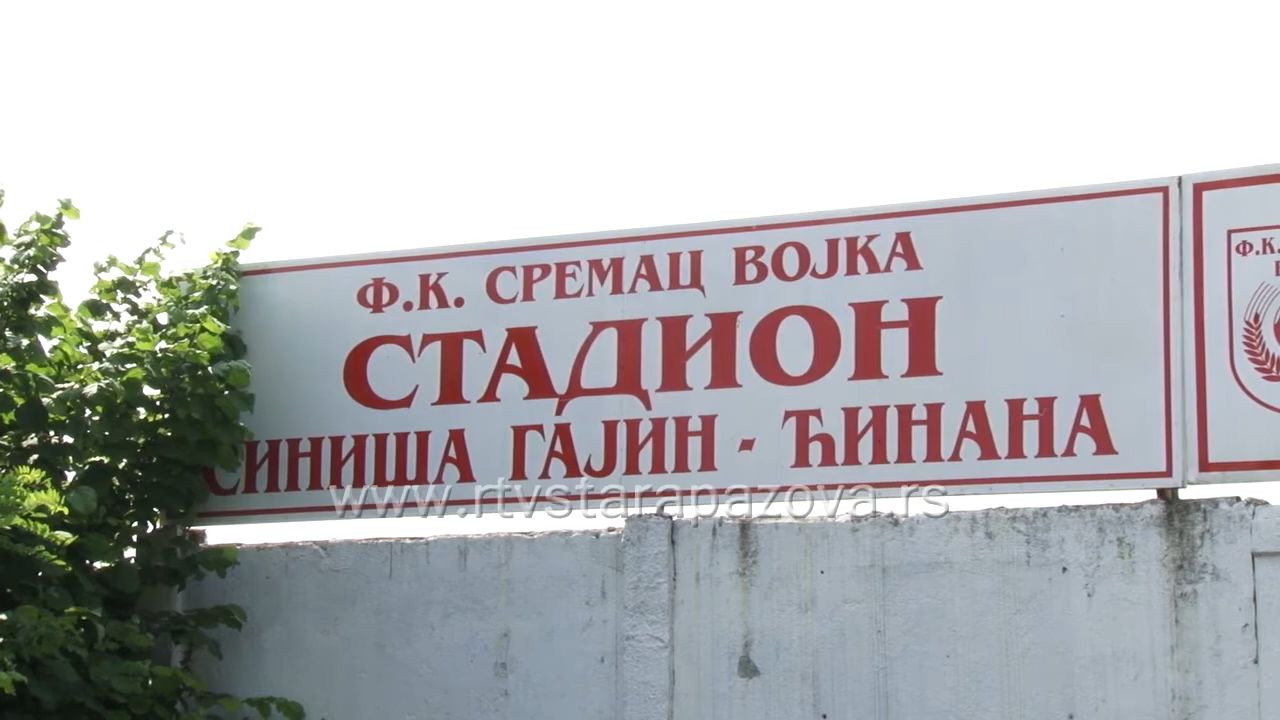 Ф.К. СРЕМАЦ ВОЈКА
СТАДИОН
СИНИША ГАЈИН - ЋИНАНА
www.rtvstarapazova.rs
Ф.К.